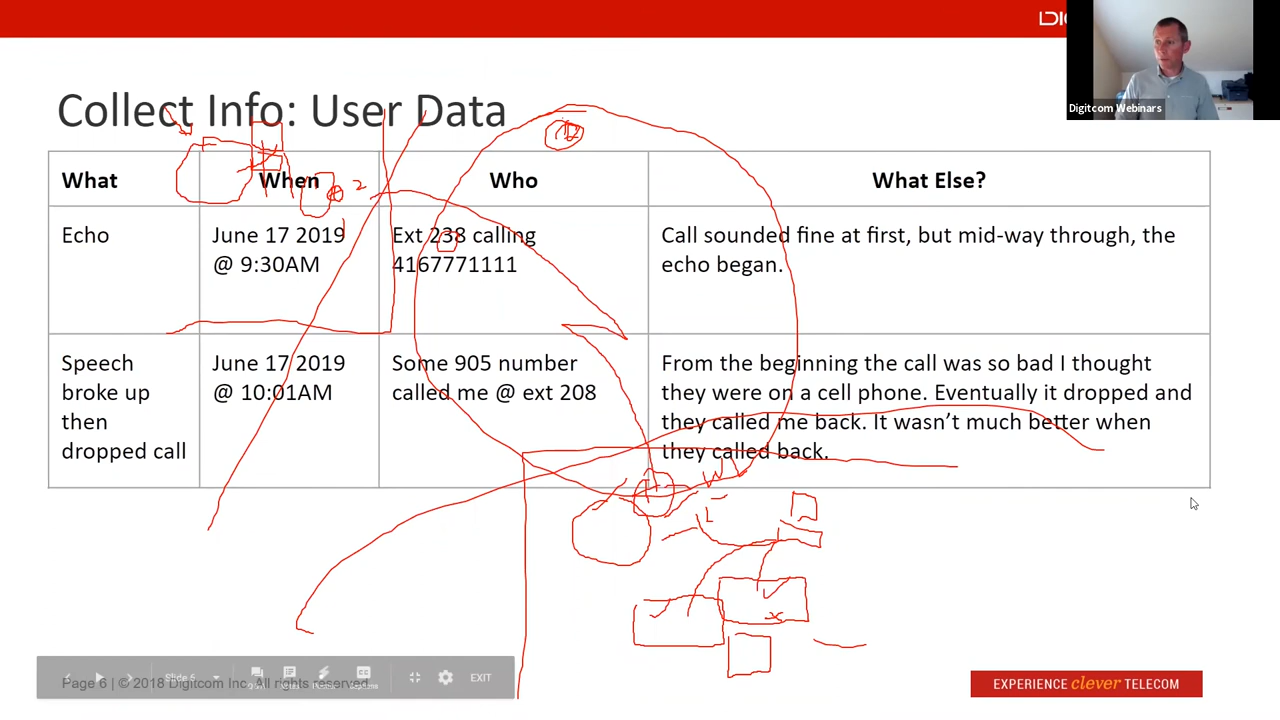 DIG
Digitcom Webinars
Collect Info: User Data
What
When
Who
What Else?
Echo
June 17 2019
@ 9:30AM
Ext 238 calling
4167771111
Call sounded fine at first, but mid-way through, the
echo began.
Speech
broke up
then
dropped call
June 17 2019
@ 10:01AM
Some 905 number
called me @ ext 208
From the beginning the call was so bad I thought
they were on a cell phone. Eventually it dropped and
they called me back. It wasn't much better when
they called back.
Slide 6
EXIT
Page 6 | © 2018 Digitcom Inc. All rights reserved.
EXPERIENCE clever TELECOM